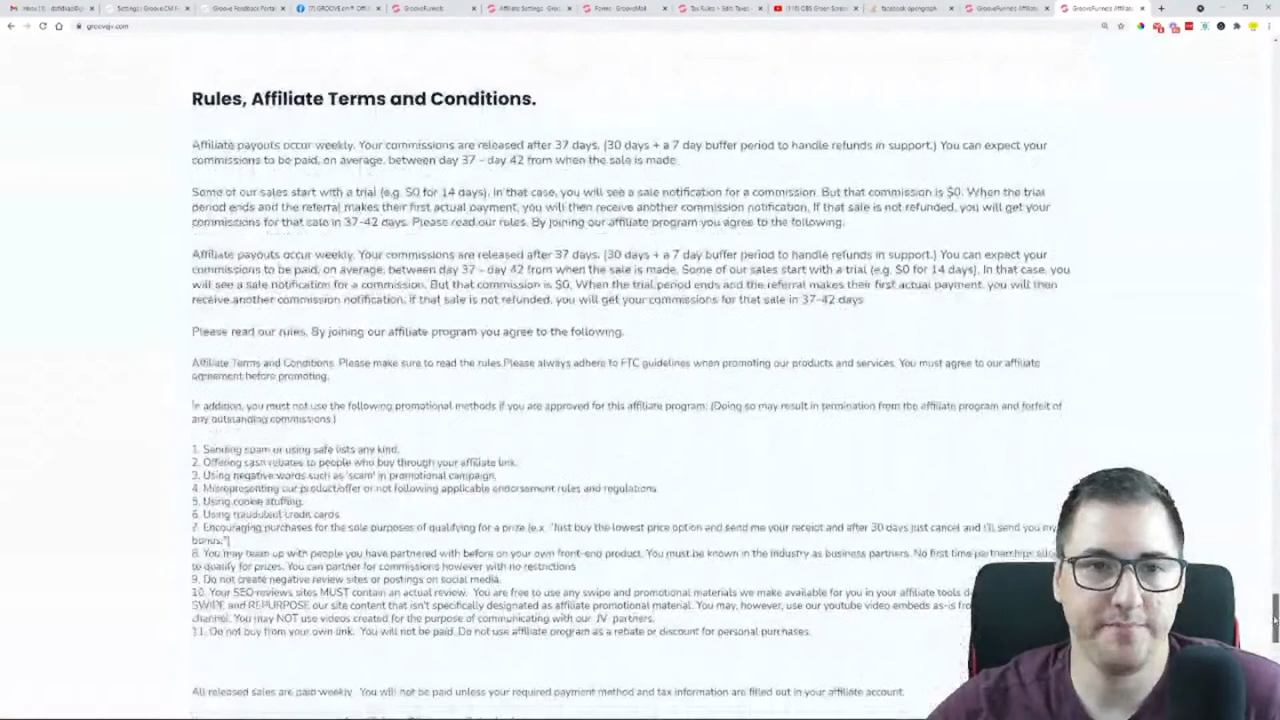 Settings | Groove.CM F
Groove Feedback Portal
GrooveFunnels
Affiliate Settings
Forms - GrooveMail
Tax Rules > Edit: Taxes
facebook opengraph
GrooveFunnels Affiliate
GrooveFunnels Affiliate
groovejv.com
Rules, Affiliate Terms and Conditions.
Affiliate payouts occur weekly. Your commissions are released after 37 days. (30 days + a 7 day buffer period to handle refunds in support.) You can expect your
commissions to be paid, on average, between day 37 - day 42 from when the sale is made.
Some of our sales start with a trial (e.g. $0 for 14 days). In that case, you will see a sale notification for a commission. But that commission is $0. When the trial
period ends and the referral makes their first actual payment, you will then receive another commission notification. If that sale is not refunded, you will get your
commissions for that sale in 37-42 days. Please read our rules. By joining our affiliate program you agree to the following.
Affiliate payouts occur weekly. Your commissions are released after 37 days. (30 days + a 7 day buffer period to handle refunds in support.) You can expect your
commissions to be paid, on average, between day 37 - day 42 from when the sale is made. Some of our sales start with a trial (e.g. $0 for 14 days). In that case, you
will see a sale notification for a commission. But that commission is $0. When the trial period ends and the referral makes their first actual payment, you will then
receive another commission notification. If that sale is not refunded, you will get your commissions for that sale in 37-42 days
Please read our rules. By joining our affiliate program you agree to the following.
Affiliate Terms and Conditions. Please make sure to read the rules.Please always adhere to FTC guidelines when promoting our products and services. You must agree to our affiliate
agreement before promoting.
In addition, you must not use the following promotional methods if you are approved for this affiliate program: (Doing so may result in termination from the affiliate program and forfeit of
any outstanding commissions.)
1. Sending spam or using safe lists any kind.
2. Offering cash rebates to people who buy through your affiliate link.
3. Using negative words such as 'scam' in promotional campaign.
4. Misrepresenting our product/offer or not following applicable endorsement rules and regulations.
5. Using cookie stuffing.
6. Using fraudulent credit cards.
7. Encouraging purchases for the sole purposes of qualifying for a prize (e.x. "Just buy the lowest price option and send me your receipt and after 30 days just cancel and I'll send you my
bonus.")
8. You may team up with people you have partnered with before on your own front-end product. You must be known in the industry as business partners. No first time partnerships
to qualify for prizes. You can partner for commissions however with no restrictions
9. Do not create negative review sites or postings on social media.
10. Your SEO reviews sites MUST contain an actual review. You are free to use any swipe and promotional materials we make available for you in your affiliate tools
SWIPE and REPURPOSE our site content that isn't specifically designated as affiliate promotional material. You may, however, use our youtube video embeds as-is
channel. You may NOT use videos created for the purpose of communicating with our JV partners.
11. Do not buy from your own link. You will not be paid. Do not use affiliate program as a rebate or discount for personal purchases.
All released sales are paid weekly. You will not be paid unless your required payment method and tax information are filled out in your affiliate account.